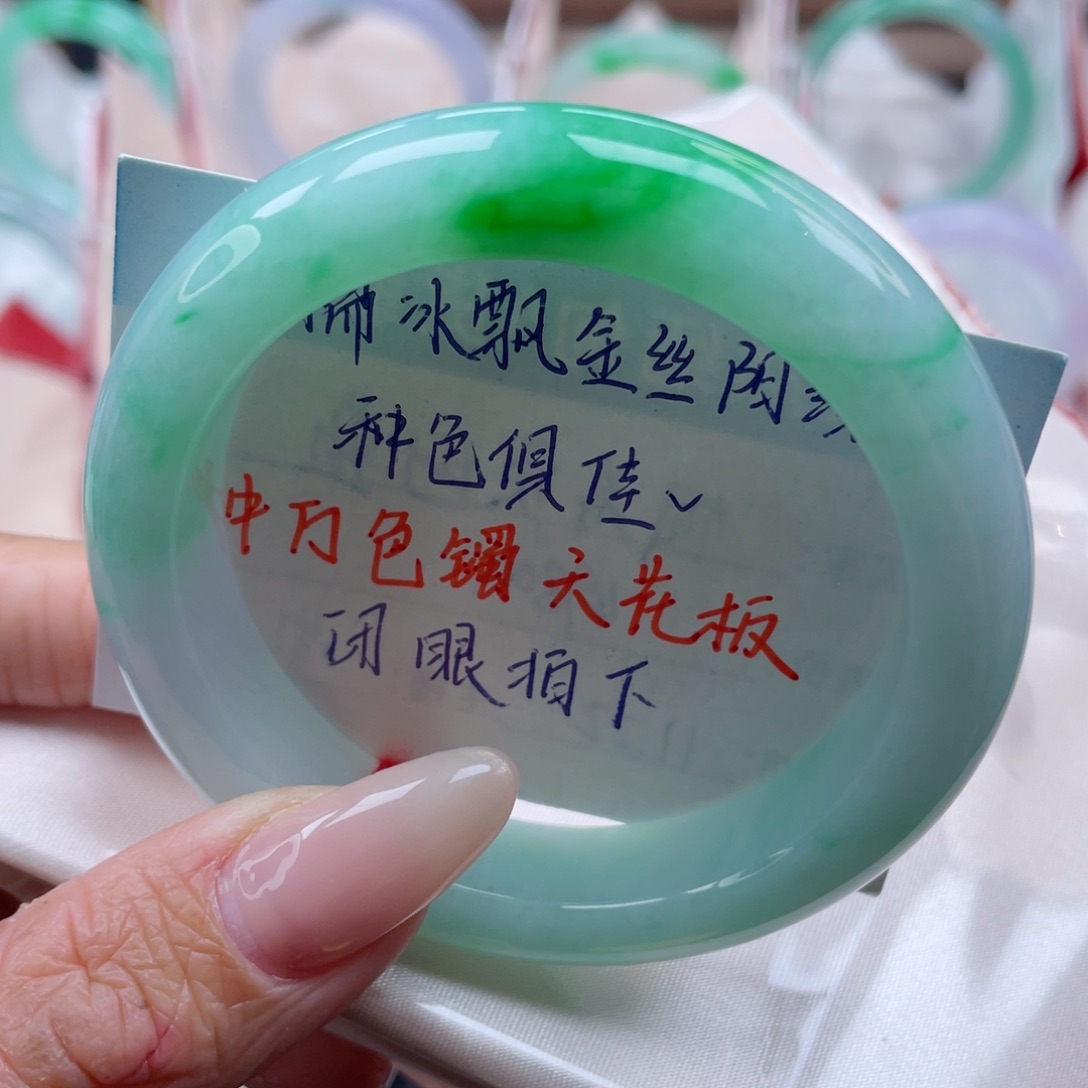 冰飘金丝阳
种色俱佳
中万色镯天花板
闭眼拍下